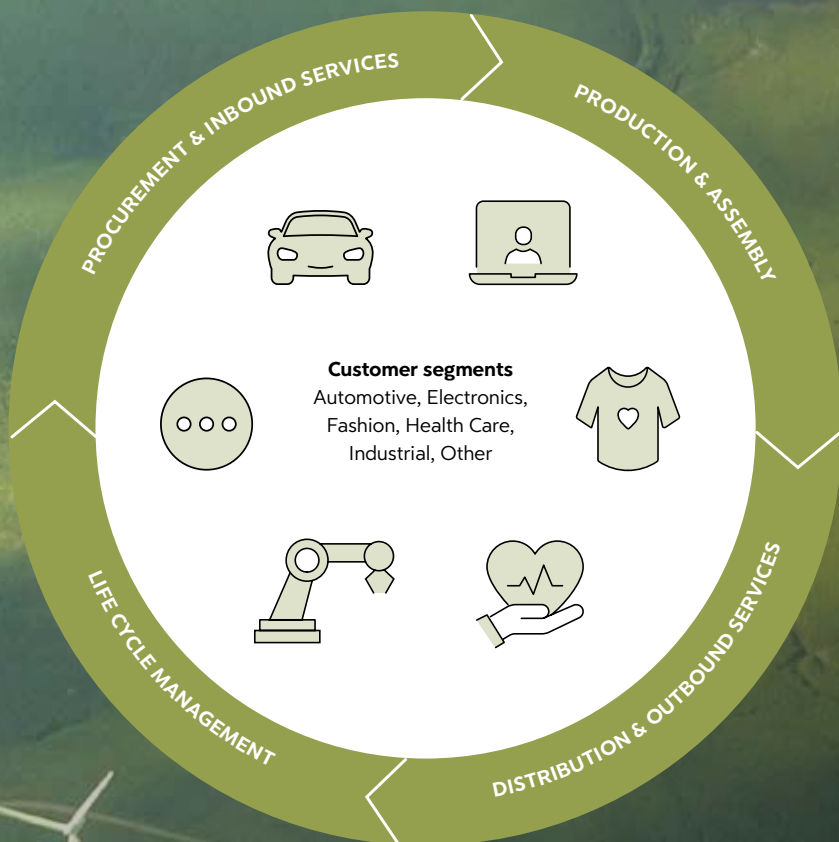 PROCUREMENT & INBOUND SERVICES
PRODUCTION & ASSEMBLY
Customer segments
Automotive, Electronics,
Fashion, Health Care,
Industrial, Other
LIFE CYCLE MANAGEMENT
DISTRIBUTION & OUTBOUND SERVICES